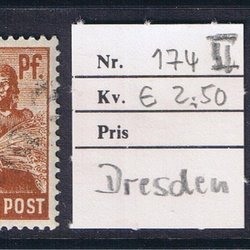 Pf.
POST
Nr. 174 II
Kv. € 2,50
Pris
Dresden